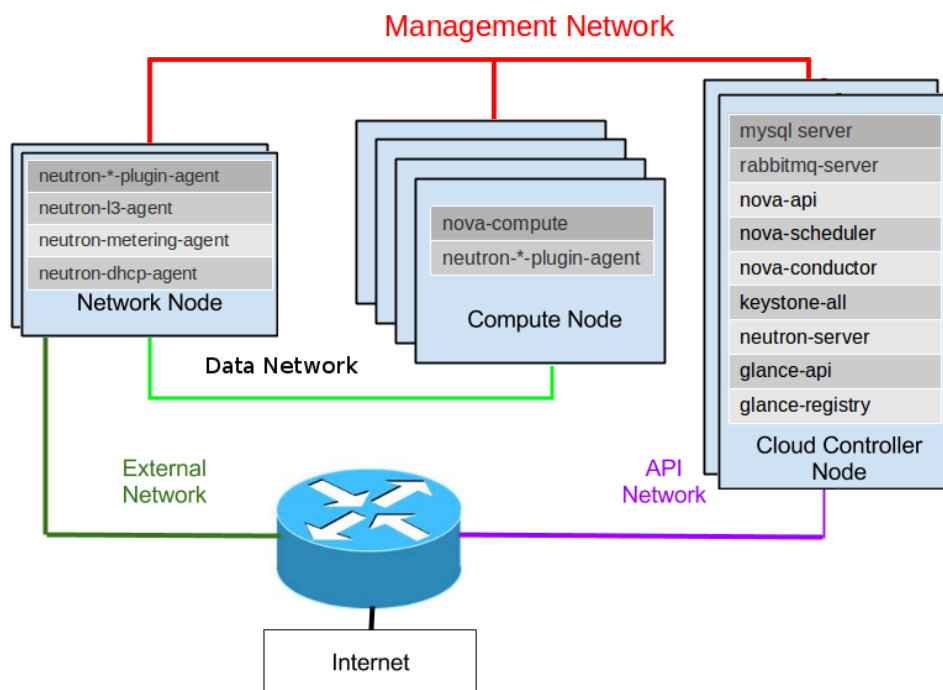 Management Network
neutron-*-plugin-agent
neutron-l3-agent
neutron-metering-agent
neutron-dhcp-agent
Network Node
nova-compute
neutron-*-plugin-agent
Compute Node
mysql server
rabbitmq-server
nova-api
nova-scheduler
nova-conductor
keystone-all
neutron-server
glance-api
glance-registry
Cloud Controller
Node
Data Network
External
Network
API
Network
Internet